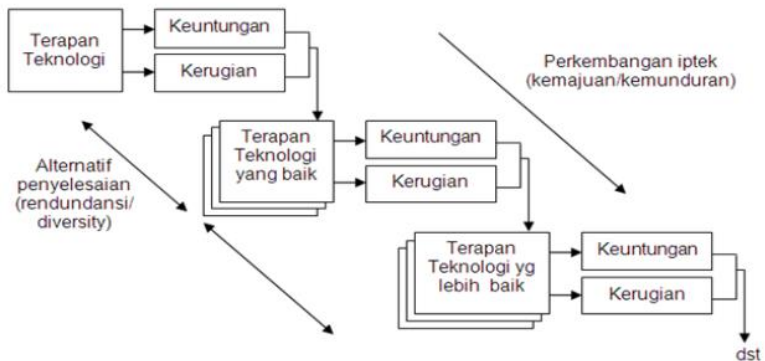 Terapan
Teknologi
Keuntungan
Kerugian
Perkembangan iptek
(kemajuan/kemunduran)
Alternatif
penyelesaian
(rendundansi/
diversity)
Terapan
Teknologi
yang baik
Keuntungan
Kerugian
Terapan
Teknologi yg
lebih baik
Keuntungan
Kerugian
dst